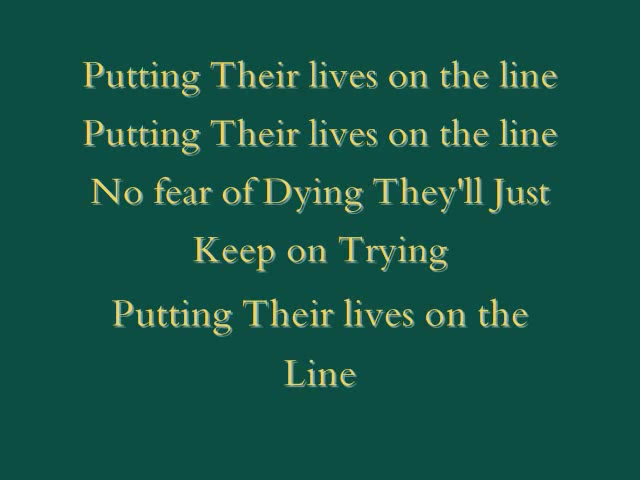 Putting Their lives on the line
Putting Their lives on the line
No fear of Dying They'll Just
Keep on Trying
Putting Their lives on the
Line